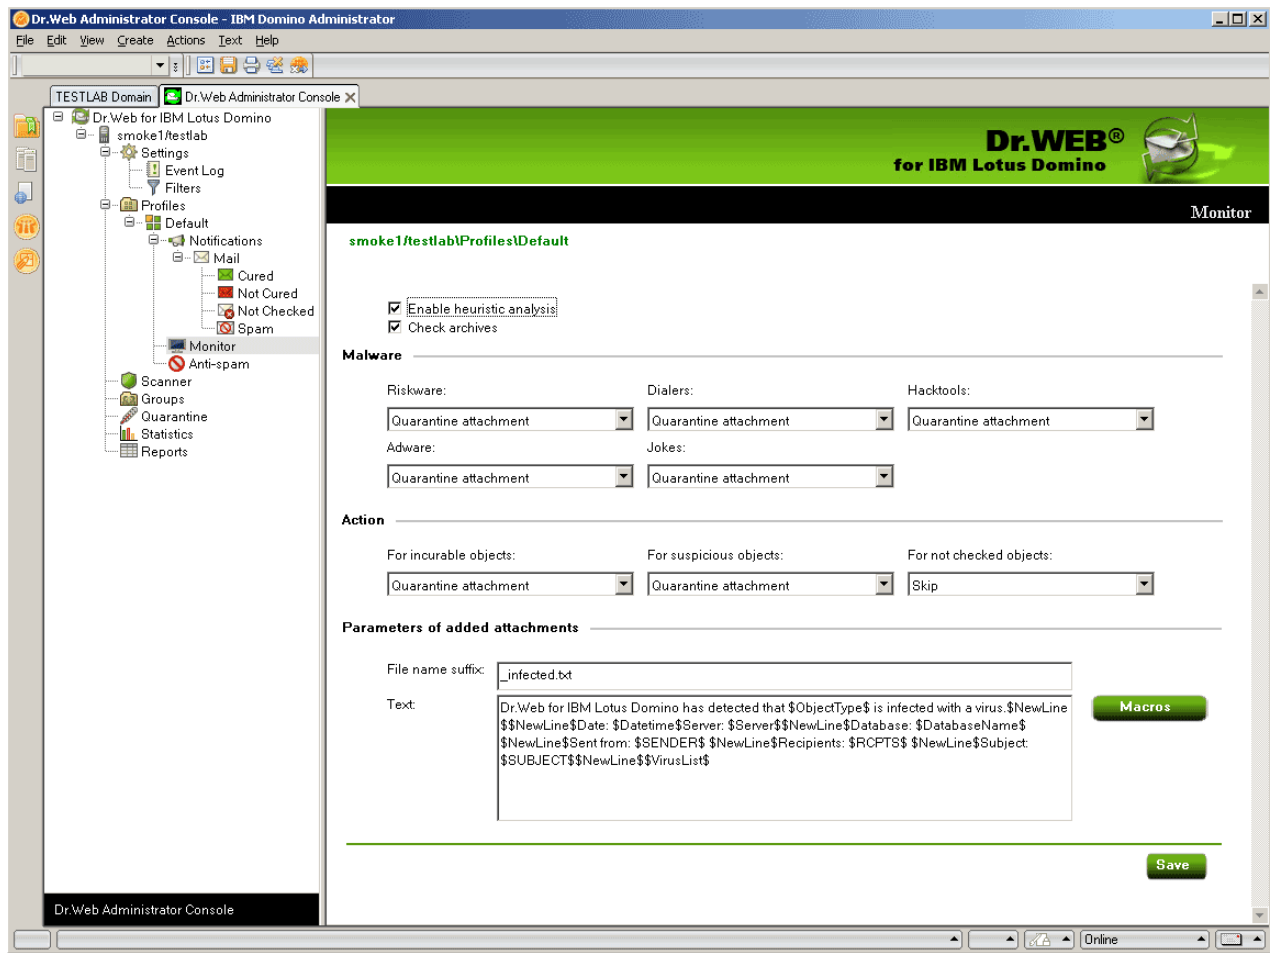 Dr.Web Administrator Console - IBM Domino Administrator
File Edit View Create Actions Text Help
TESTLAB Domain
Dr.Web Administrator Console
Dr.Web for IBM Lotus Domino
smoke1/testlab
Settings
Event Log
Filters
Profiles
Default
Notifications
Mail
Cured
Not Cured
Not Checked
Spam
Monitor
Anti-spam
Scanner
Groups
Quarantine
Statistics
Reports
Dr.Web Administrator Console
Dr.WEB®
for IBM Lotus Domino
Monitor
smoke1/testlab\Profiles\Default
Enable heuristic analysis
Check archives
Malware
Riskware: Dialers: Hacktools:
Quarantine attachment Quarantine attachment Quarantine attachment
Adware: Jokes:
Quarantine attachment Quarantine attachment
Action
For incurable objects: For suspicious objects: For not checked objects:
Quarantine attachment Quarantine attachment Skip
Parameters of added attachments
File name suffix: _infected.txt
Text:
Dr.Web for IBM Lotus Domino has detected that $ObjectType$ is infected with a virus.$NewLine
$$NewLine$Date: $Datetime$Server: $Server$$NewLine$Database: $DatabaseName$
$NewLine$Sent from: $SENDER$ $NewLine$Recipients: $RCPTS$ $NewLine$Subject:
$SUBJECT$$NewLine$$VirusList$
Macros
Save
Online